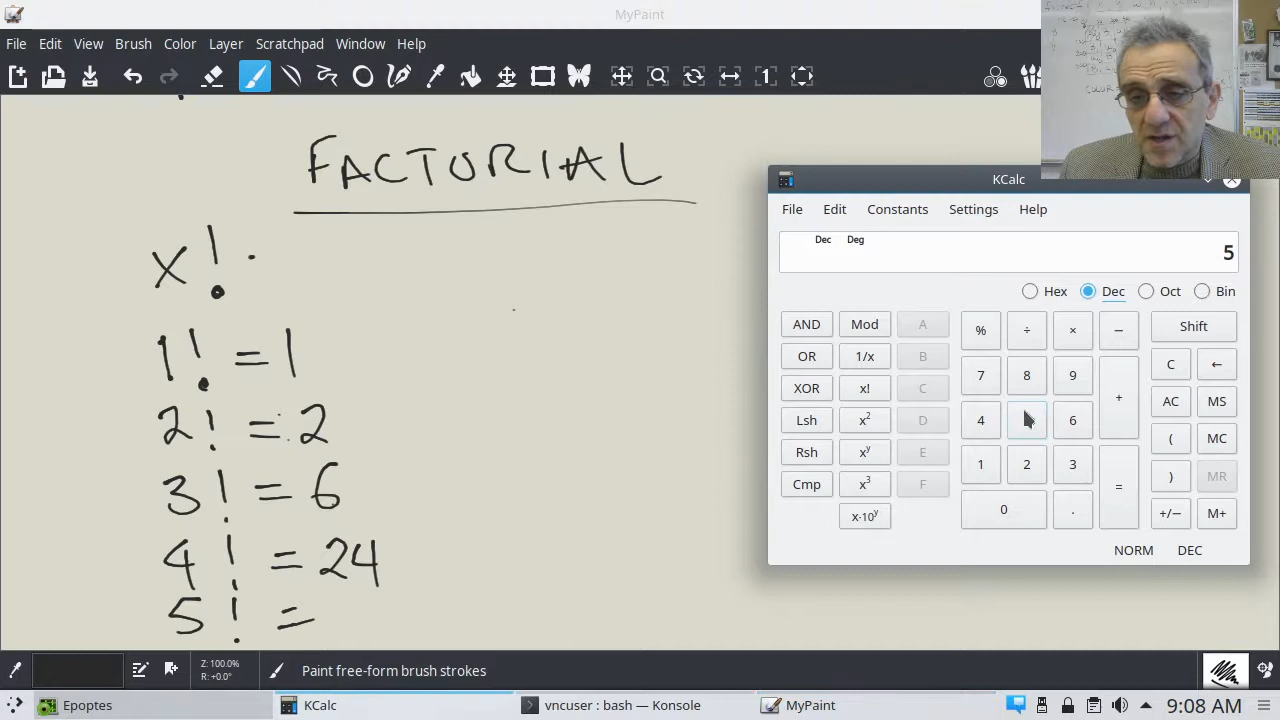 MyPaint
File Edit View Brush Color Layer Scratchpad Window Help
FACTORIAL
x!
1! = 1
2! = 2
3! = 6
4! = 24
5! =
KCalc
File Edit Constants Settings Help
Dec Deg
5
Hex Dec Oct Bin
AND Mod A % ÷ × − Shift
OR 1/x B 7 8 9 + C ←
XOR x! C AC MS
Lsh x² D 4 6 ( MC
Rsh xʸ E 1 2 3 = ) MR
Cmp x³ F 0 . +/− M+
x·10ʸ
NORM DEC
Z: 100.0%
R: +0.0°
Paint free-form brush strokes
Epoptes KCalc vncuser : bash — Konsole MyPaint 9:08 AM